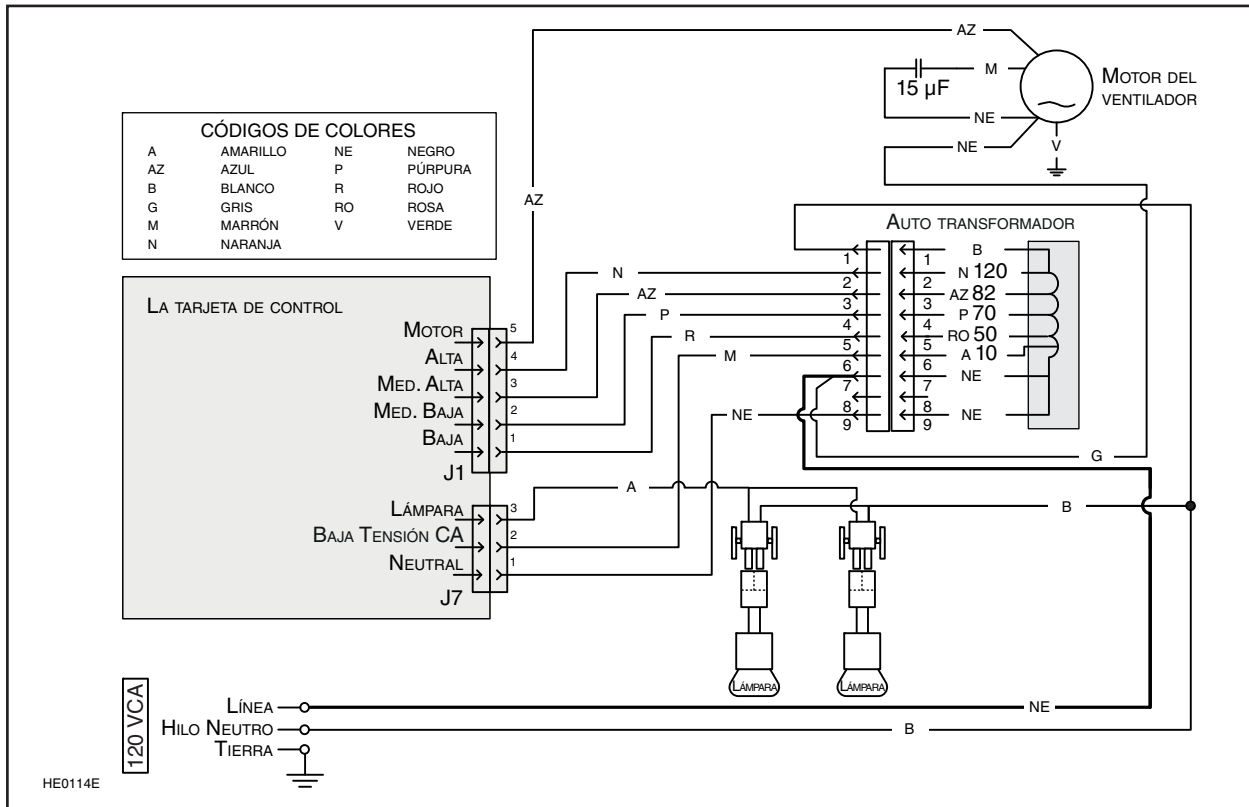 AZ
M
15 µF
NE
NE
V
MOTOR DEL
VENTILADOR
CÓDIGOS DE COLORES
A AMARILLO NE NEGRO
AZ AZUL P PÚRPURA
B BLANCO R ROJO
G GRIS RO ROSA
M MARRÓN V VERDE
N NARANJA
AZ
AUTO TRANSFORMADOR
B
1 1
N N 120
2 2
AZ AZ 82
3 3
P P 70
4 4
R RO 50
5 5
M A 10
6 6
NE
7 7
NE 8 8 NE
9 9
G
LA TARJETA DE CONTROL
MOTOR 5
ALTA 4
MED. ALTA 3
MED. BAJA 2
BAJA 1
J1
A
B
LÁMPARA 3
BAJA TENSIÓN CA 2
NEUTRAL 1
J7
LÁMPARA LÁMPARA
120 VCA
LÍNEA NE
HILO NEUTRO B
TIERRA
HE0114E